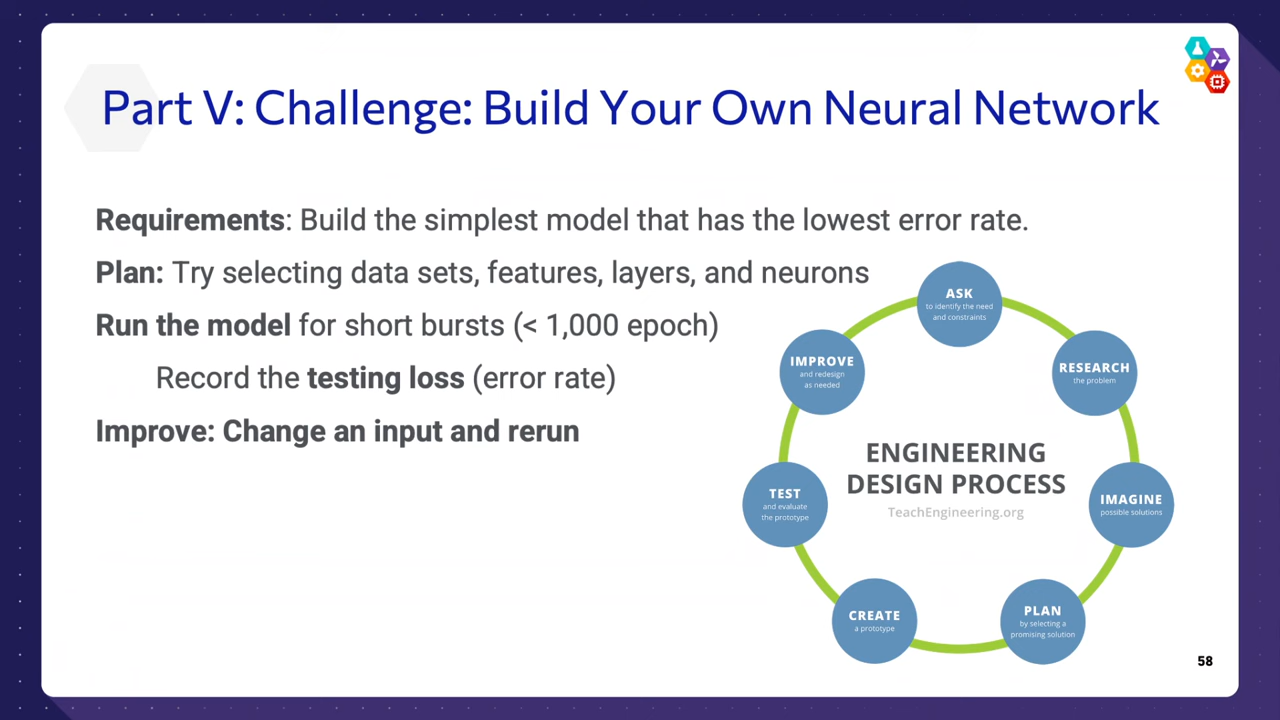 Part V: Challenge: Build Your Own Neural Network
Requirements: Build the simplest model that has the lowest error rate.
Plan: Try selecting data sets, features, layers, and neurons
Run the model for short bursts (< 1,000 epoch)
Record the testing loss (error rate)
Improve: Change an input and rerun
ASK
to identify the need
and constraints
RESEARCH
the problem
IMAGINE
possible solutions
PLAN
by selecting a
promising solution
CREATE
a prototype
TEST
and evaluate
the prototype
IMPROVE
and redesign
as needed
ENGINEERING
DESIGN PROCESS
TeachEngineering.org
58